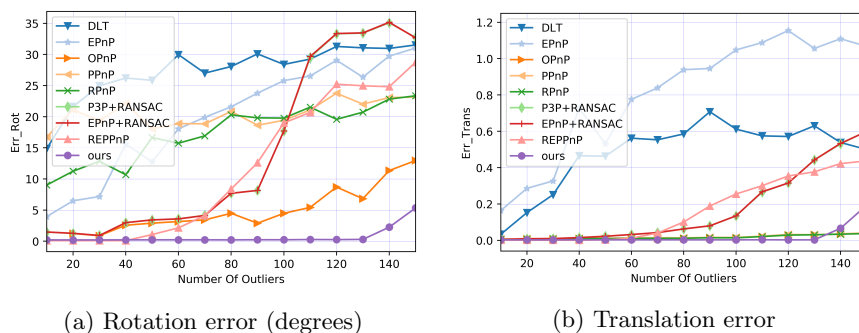 35
30
25
20
15
10
5
0
Err_Rot
DLT
EPnP
OPnP
PPnP
RPnP
P3P+RANSAC
EPnP+RANSAC
REPPnP
ours
20 40 60 80 100 120 140
Number Of Outliers
(a) Rotation error (degrees)
1.2
1.0
0.8
0.6
0.4
0.2
0.0
Err_Trans
DLT
EPnP
OPnP
PPnP
RPnP
P3P+RANSAC
EPnP+RANSAC
REPPnP
ours
20 40 60 80 100 120 140
Number Of Outliers
(b) Translation error